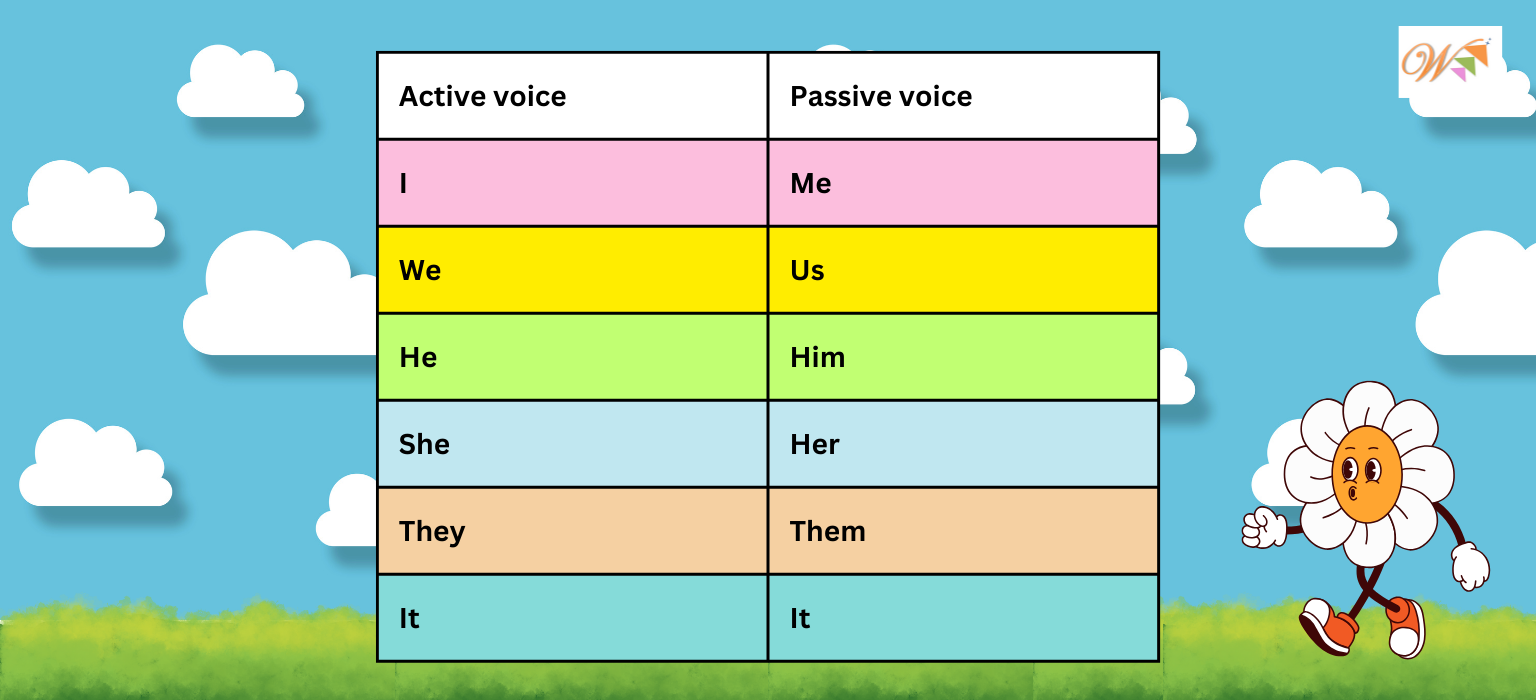 Active voice Passive voice
I Me
We Us
He Him
She Her
They Them
It It
W